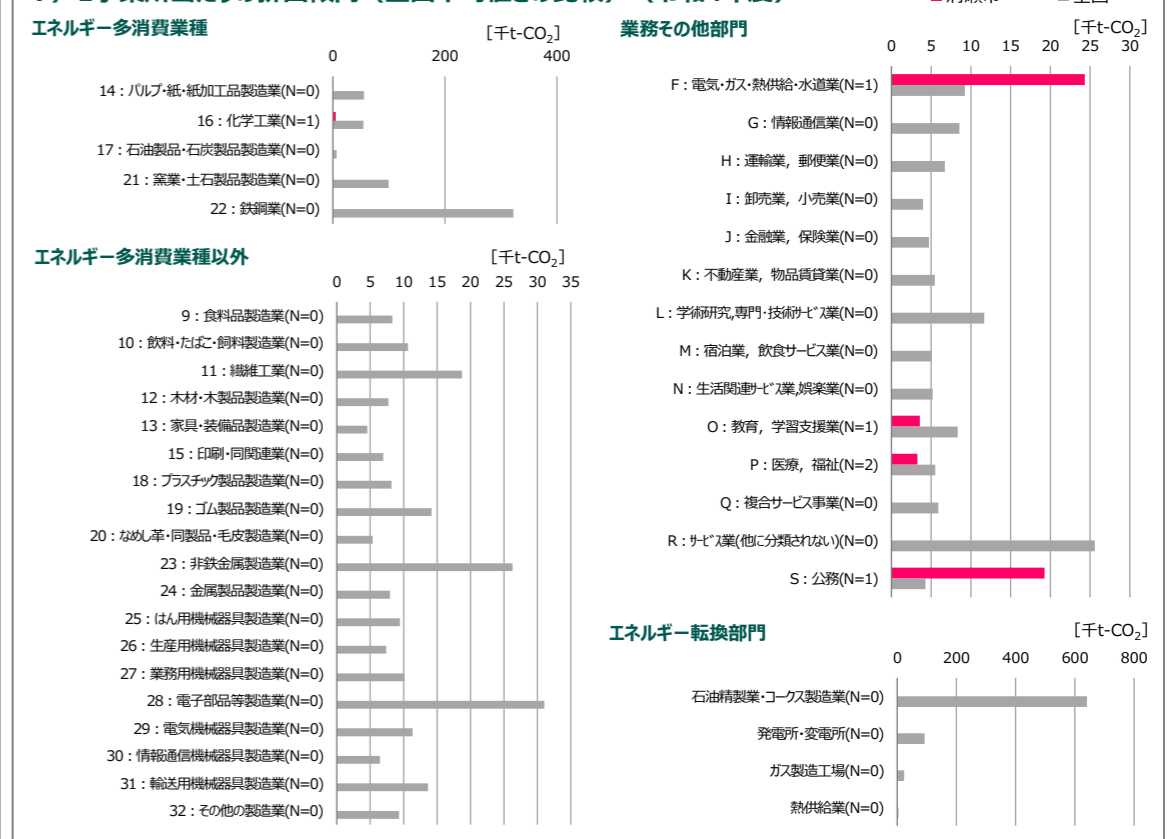 エネルギー多消費業種
[千t-CO2]
0 200 400
14：パルプ・紙・紙加工品製造業(N=0)
16：化学工業(N=1)
17：石油製品・石炭製品製造業(N=0)
21：窯業・土石製品製造業(N=0)
22：鉄鋼業(N=0)
エネルギー多消費業種以外
[千t-CO2]
0 5 10 15 20 25 30 35
9：食料品製造業(N=0)
10：飲料・たばこ・飼料製造業(N=0)
11：繊維工業(N=0)
12：木材・木製品製造業(N=0)
13：家具・装備品製造業(N=0)
15：印刷・同関連業(N=0)
18：プラスチック製品製造業(N=0)
19：ゴム製品製造業(N=0)
20：なめし革・同製品・毛皮製造業(N=0)
23：非鉄金属製造業(N=0)
24：金属製品製造業(N=0)
25：はん用機械器具製造業(N=0)
26：生産用機械器具製造業(N=0)
27：業務用機械器具製造業(N=0)
28：電子部品等製造業(N=0)
29：電気機械器具製造業(N=0)
30：情報通信機械器具製造業(N=0)
31：輸送用機械器具製造業(N=0)
32：その他の製造業(N=0)
業務その他部門
[千t-CO2]
0 5 10 15 20 25 30
F：電気・ガス・熱供給・水道業(N=1)
G：情報通信業(N=0)
H：運輸業，郵便業(N=0)
I：卸売業，小売業(N=0)
J：金融業，保険業(N=0)
K：不動産業，物品賃貸業(N=0)
L：学術研究,専門・技術サービス業(N=0)
M：宿泊業，飲食サービス業(N=0)
N：生活関連サービス業,娯楽業(N=0)
O：教育，学習支援業(N=1)
P：医療，福祉(N=2)
Q：複合サービス事業(N=0)
R：サービス業(他に分類されない)(N=0)
S：公務(N=1)
エネルギー転換部門
[千t-CO2]
0 200 400 600 800
石油精製業・コークス製造業(N=0)
発電所・変電所(N=0)
ガス製造工場(N=0)
熱供給業(N=0)